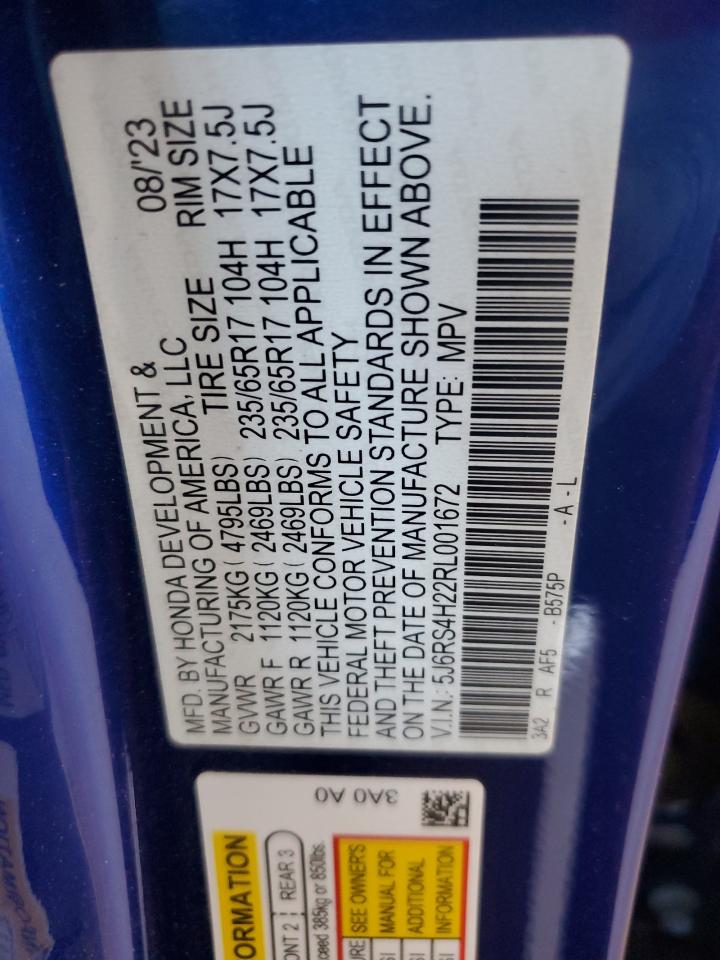 MFD. BY HONDA DEVELOPMENT & 08/'23
MANUFACTURING OF AMERICA, LLC
TIRE SIZE RIM SIZE
GVWR 2175KG ( 4795LBS)
GAWR F 1120KG ( 2469LBS) 235/65R17 104H 17X7.5J
GAWR R 1120KG ( 2469LBS) 235/65R17 104H 17X7.5J
THIS VEHICLE CONFORMS TO ALL APPLICABLE
FEDERAL MOTOR VEHICLE SAFETY
AND THEFT PREVENTION STANDARDS IN EFFECT
ON THE DATE OF MANUFACTURE SHOWN ABOVE.
V.I.N.: 5J6RS4H22RL001672 TYPE: MPV
3A2 R AF5 -B575P -A -L
3A0 A0
ORMATION
2 REAR 3
385kg or 850lbs.
SEE OWNER'S
MANUAL FOR
ADDITIONAL
INFORMATION